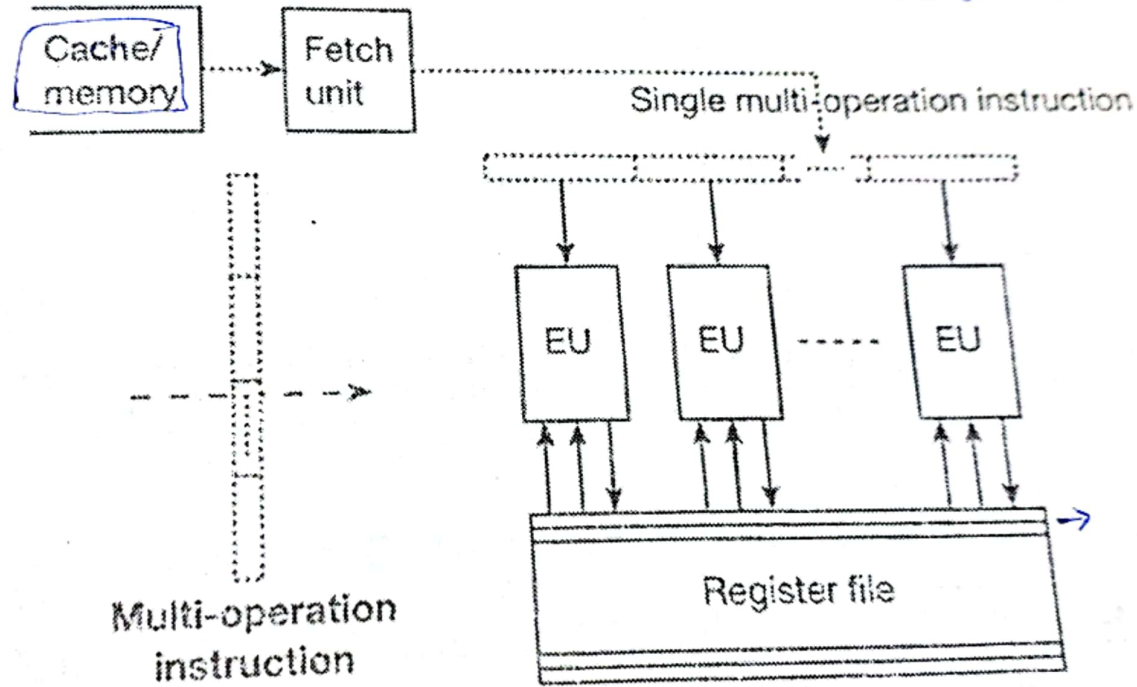 Cache/
memory
Fetch
unit
Single multi-operation instruction
EU
EU
EU
Register file
Multi-operation
instruction